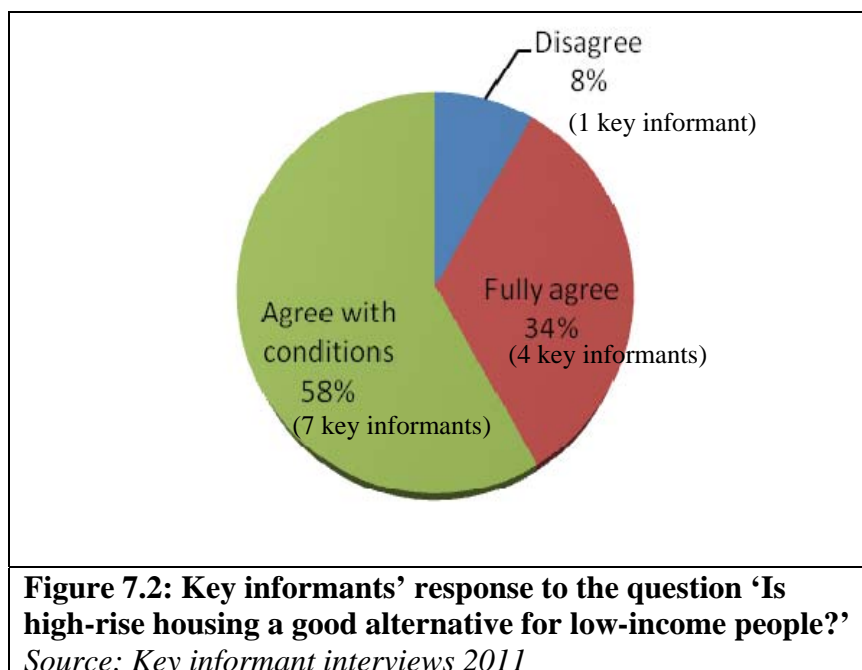 Disagree
8%
(1 key informant)
Fully agree
34%
(4 key informants)
Agree with
conditions
58%
(7 key informants)
Figure 7.2: Key informants’ response to the question ‘Is
high-rise housing a good alternative for low-income people?’
Source: Key informant interviews 2011